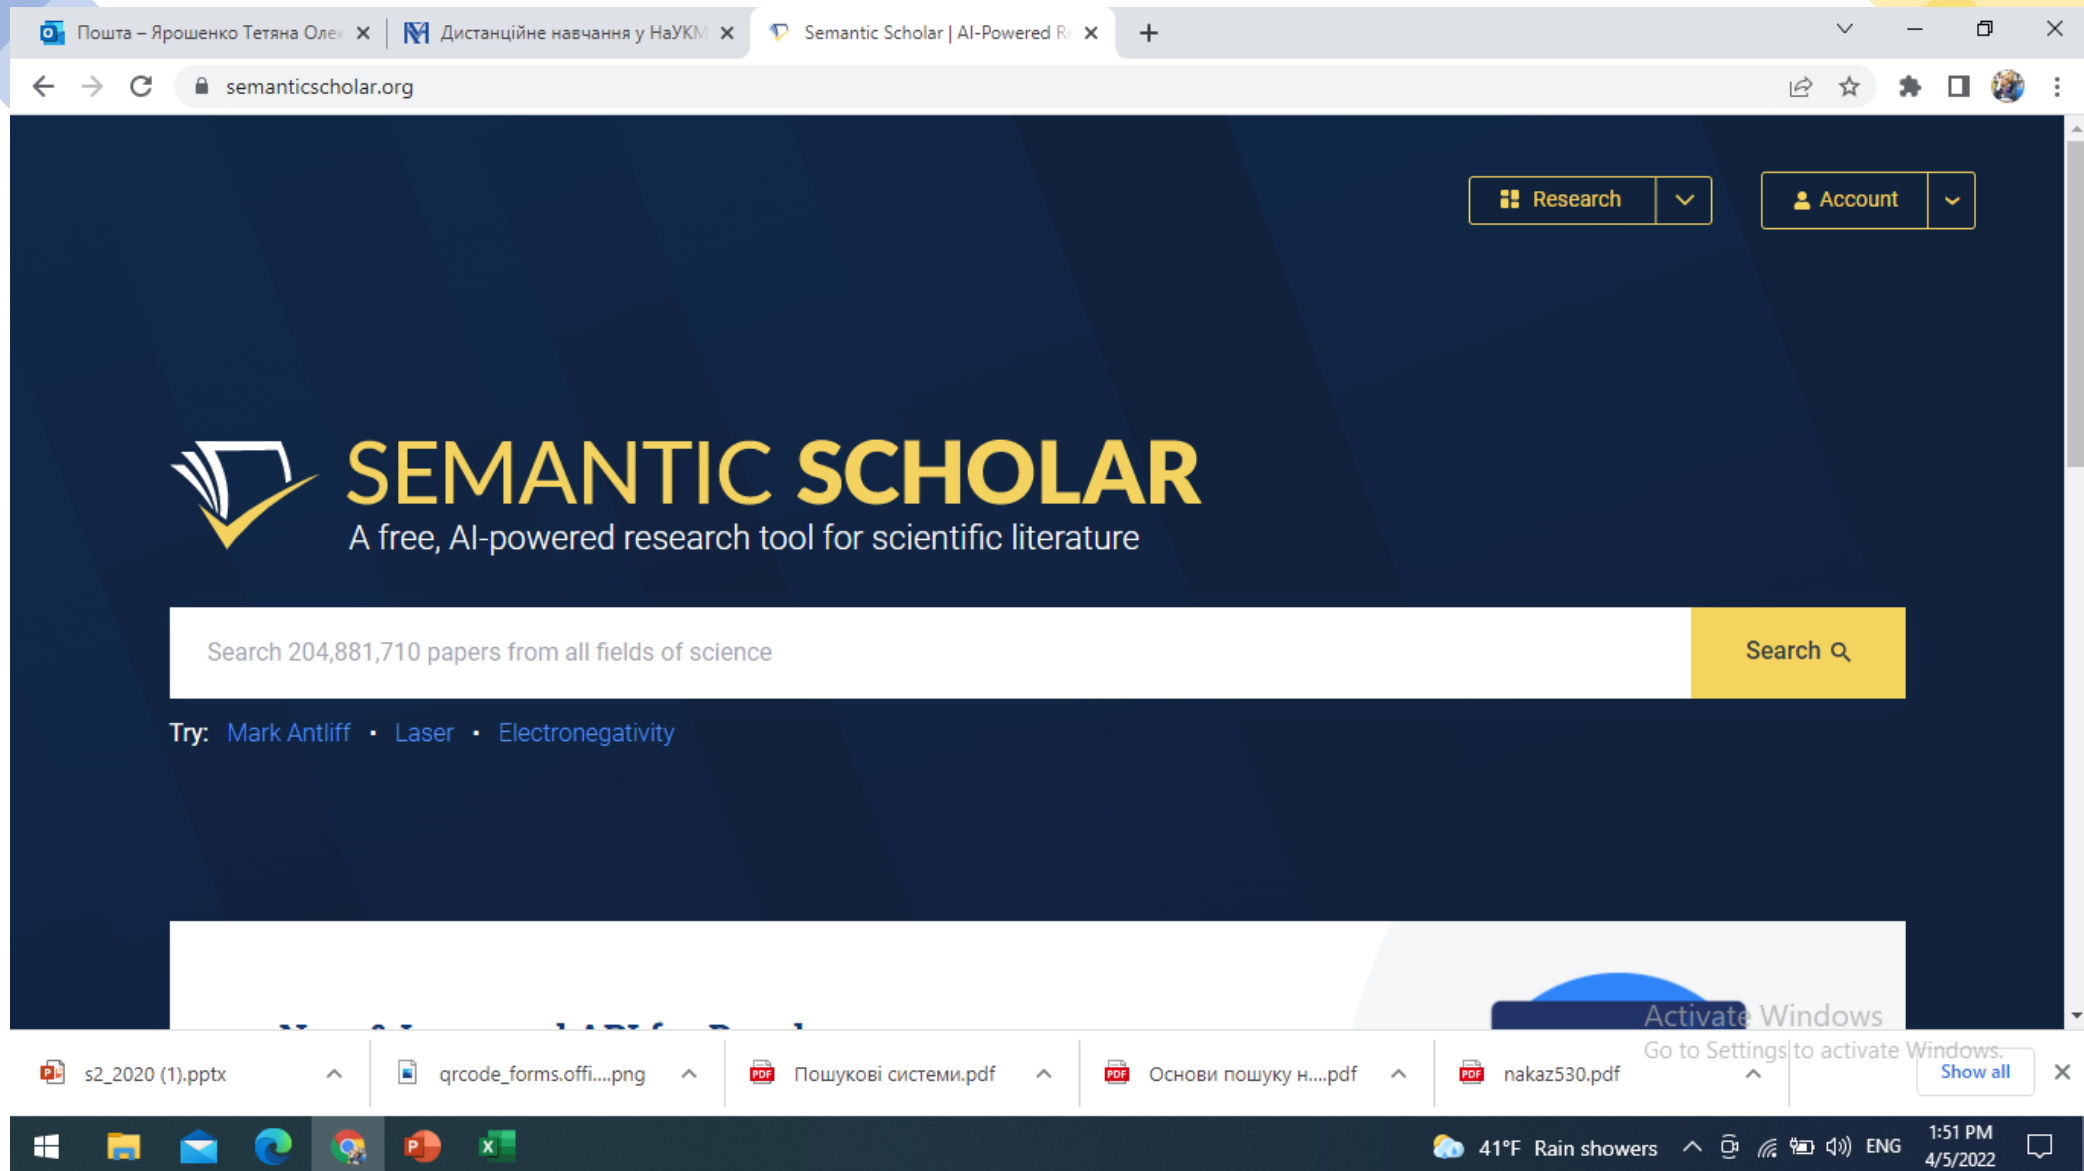 Пошта – Ярошенко Тетяна Олек
Дистанційне навчання у НаУКМ
Semantic Scholar | AI-Powered Re
semanticscholar.org
Research
Account
SEMANTIC SCHOLAR
A free, AI-powered research tool for scientific literature
Search 204,881,710 papers from all fields of science
Search
Try: Mark Antliff • Laser • Electronegativity
Activate Windows
Go to Settings to activate Windows.
s2_2020 (1).pptx
qrcode_forms.offi....png
Пошукові системи.pdf
Основи пошуку н....pdf
nakaz530.pdf
Show all
41°F Rain showers
ENG
1:51 PM
4/5/2022